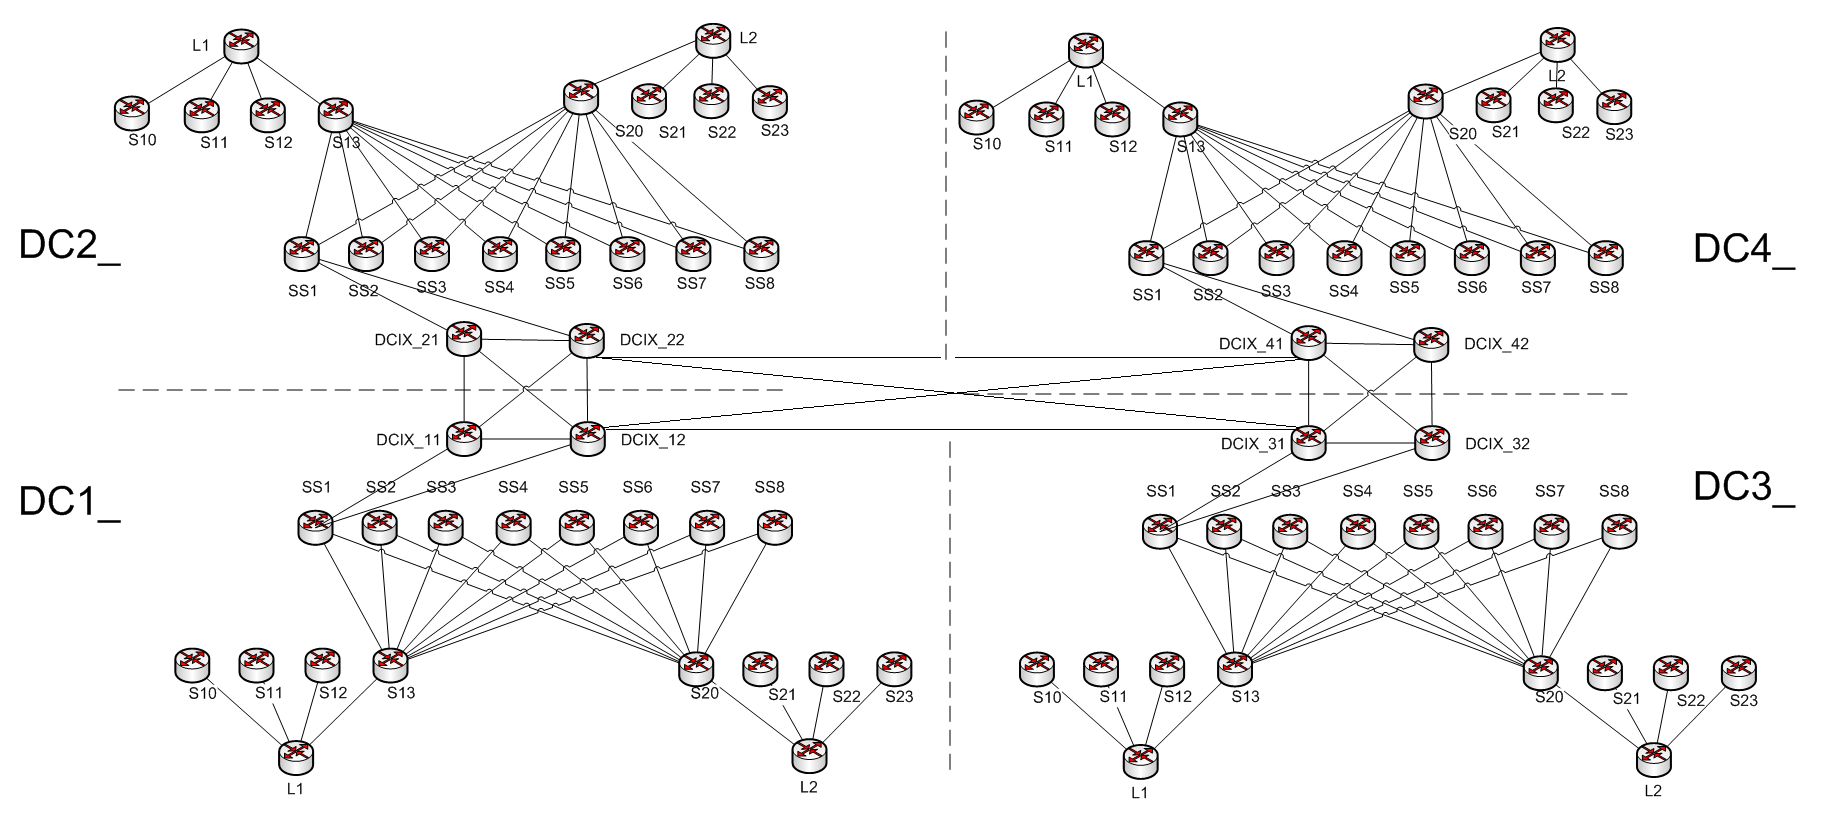 L1
L2
S10
S11
S12
S13
S20
S21
S22
S23
DC2_
SS1
SS2
SS3
SS4
SS5
SS6
SS7
SS8
DCIX_21
DCIX_22
L1
L2
S10
S11
S12
S13
S20
S21
S22
S23
DC4_
SS1
SS2
SS3
SS4
SS5
SS6
SS7
SS8
DCIX_41
DCIX_42
DCIX_11
DCIX_12
DC1_
SS1
SS2
SS3
SS4
SS5
SS6
SS7
SS8
S10
S11
S12
S13
S20
S21
S22
S23
L1
L2
DCIX_31
DCIX_32
DC3_
SS1
SS2
SS3
SS4
SS5
SS6
SS7
SS8
S10
S11
S12
S13
S20
S21
S22
S23
L1
L2